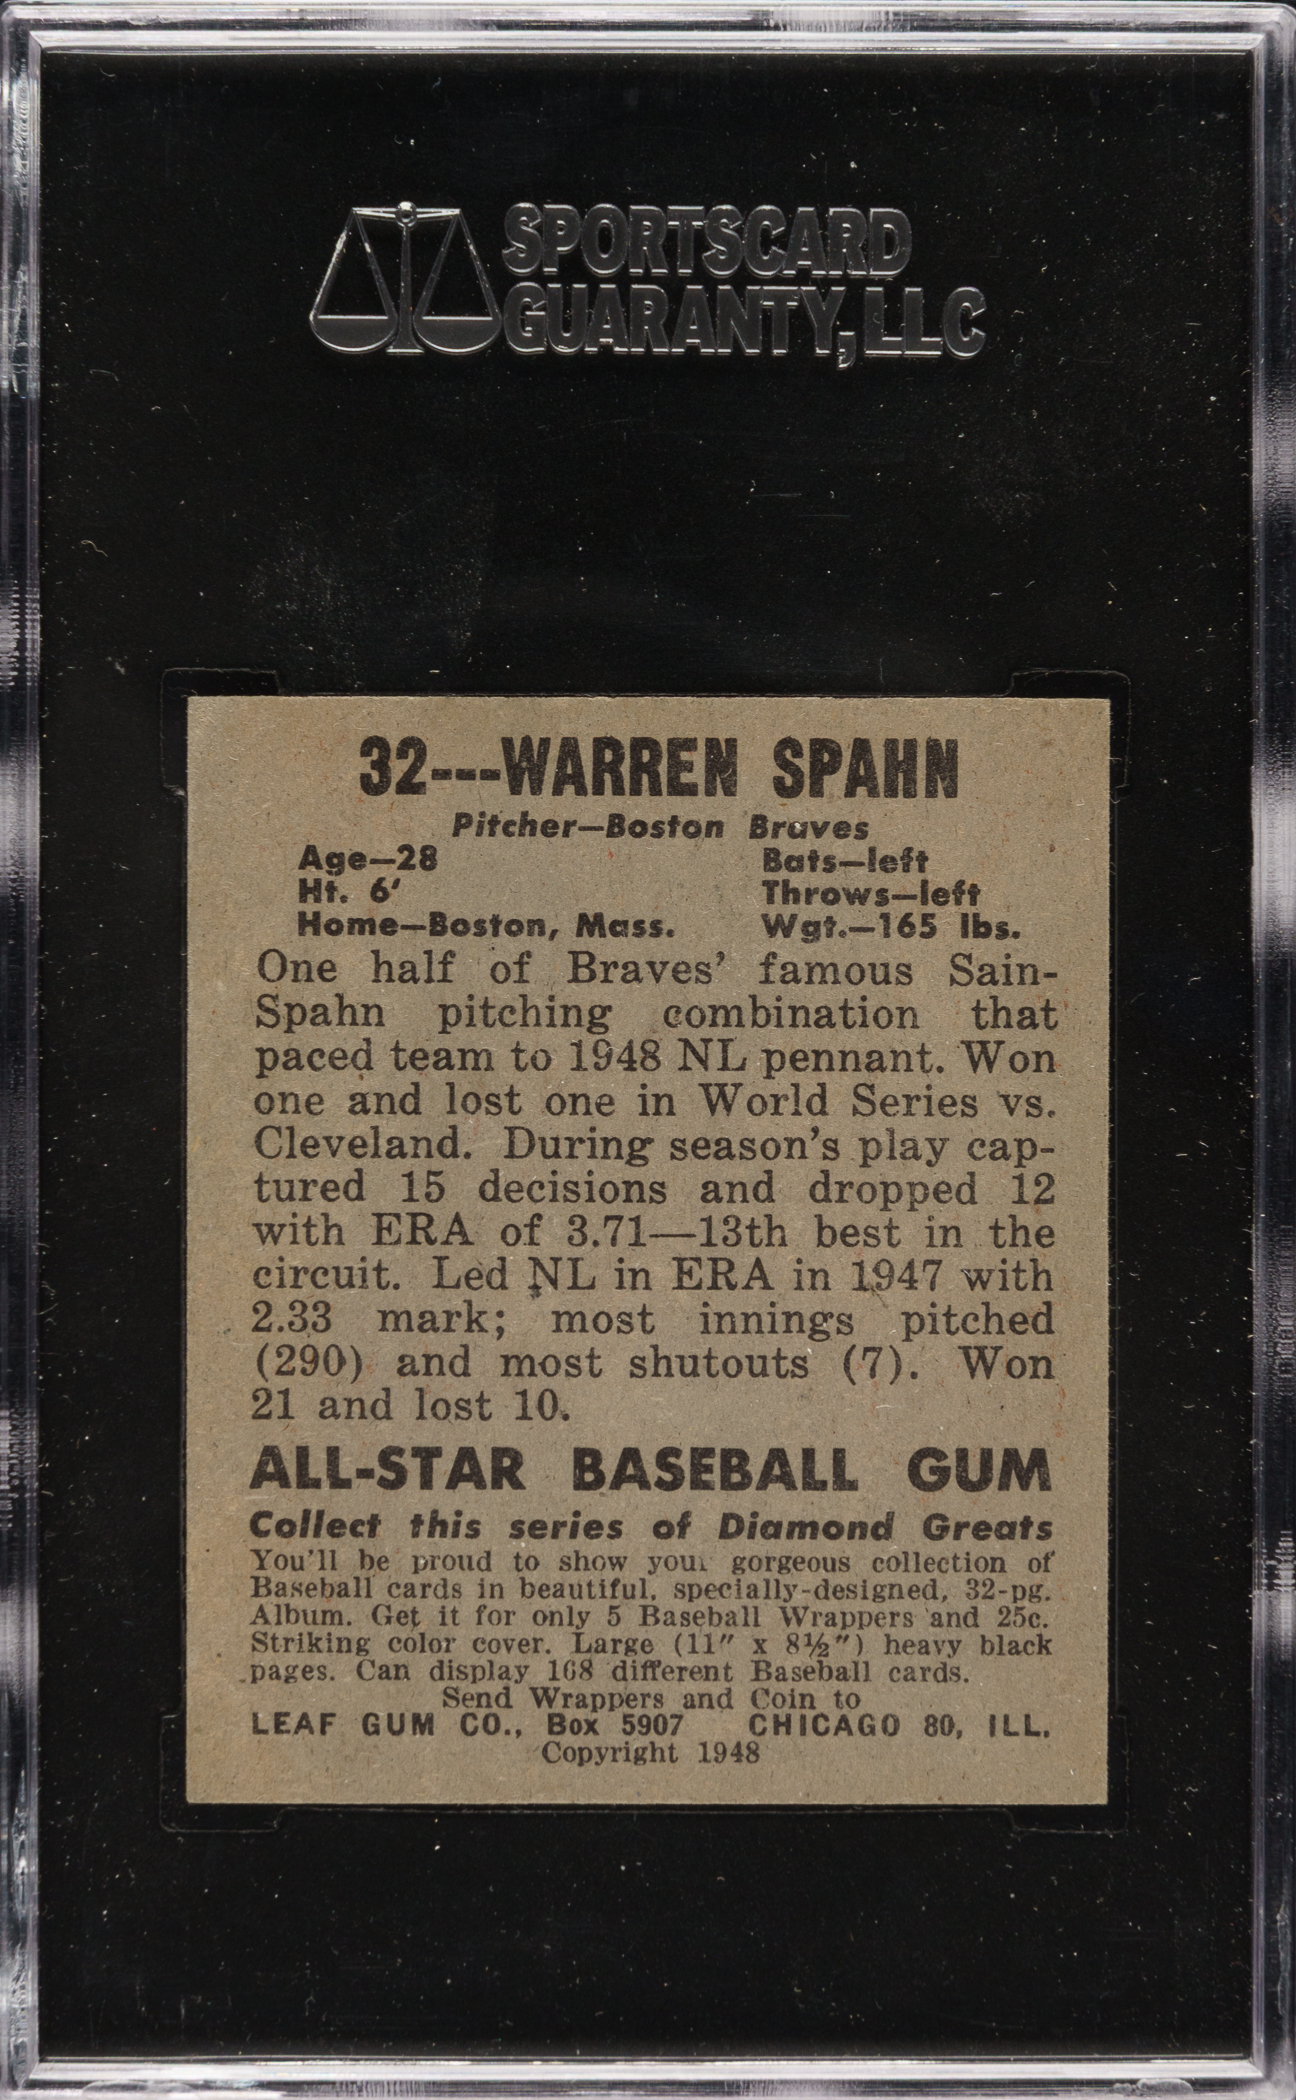 SPORTSCARD
GUARANTY, LLC
32---WARREN SPAHN
Pitcher—Boston Braves
Age—28 Bats—left
Ht. 6' Throws—left
Home—Boston, Mass. Wgt.—165 lbs.
One half of Braves' famous Sain-
Spahn pitching combination that
paced team to 1948 NL pennant. Won
one and lost one in World Series vs.
Cleveland. During season's play cap-
tured 15 decisions and dropped 12
with ERA of 3.71—13th best in the
circuit. Led NL in ERA in 1947 with
2.33 mark; most innings pitched
(290) and most shutouts (7). Won
21 and lost 10.
ALL-STAR BASEBALL GUM
Collect this series of Diamond Greats
You'll be proud to show your gorgeous collection of
Baseball cards in beautiful, specially-designed, 32-pg.
Album. Get it for only 5 Baseball Wrappers and 25c.
Striking color cover. Large (11" x 8½") heavy black
pages. Can display 168 different Baseball cards.
Send Wrappers and Coin to
LEAF GUM CO., Box 5907 CHICAGO 80, ILL.
Copyright 1948